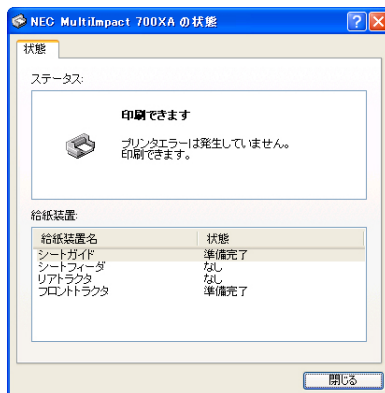 NEC MultiImpact 700XA の状態
状態
ステータス:
印刷できます
プリンタエラーは発生していません。
印刷できます。
給紙装置:
給紙装置名 状態
シートガイド 準備完了
シートフィーダ なし
リアトラクタ なし
フロントトラクタ 準備完了
閉じる